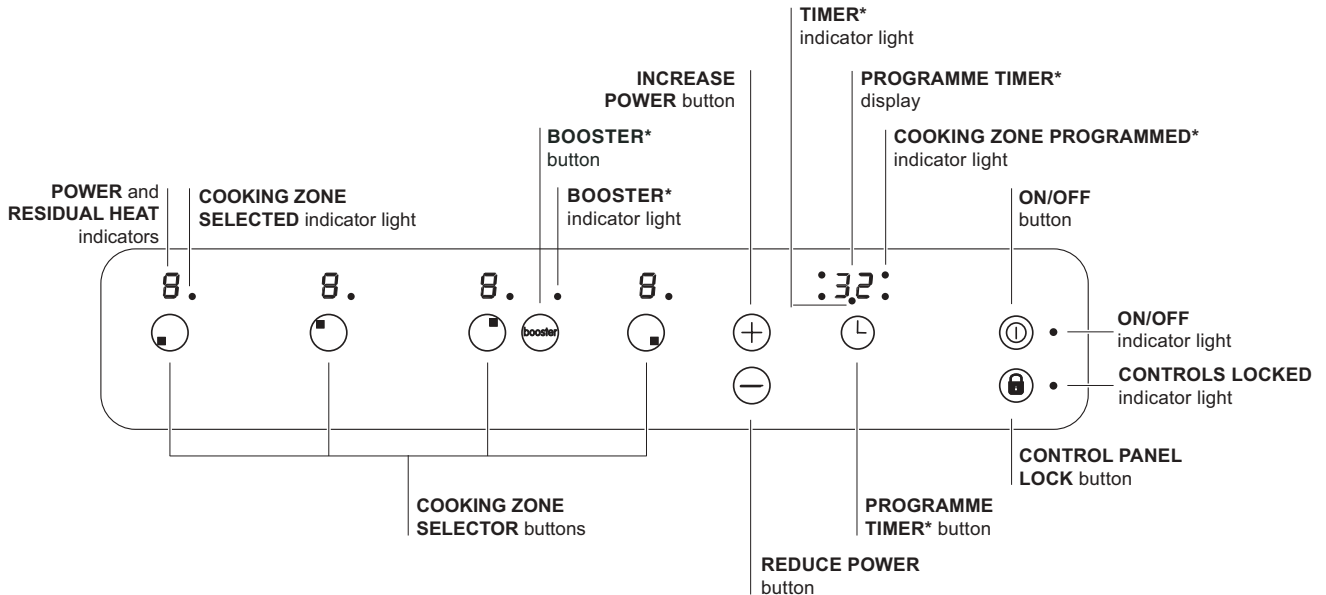 TIMER*
indicator light
INCREASE
POWER button
PROGRAMME TIMER*
display
BOOSTER*
button
COOKING ZONE PROGRAMMED*
indicator light
POWER and
RESIDUAL HEAT
indicators
COOKING ZONE
SELECTED indicator light
BOOSTER*
indicator light
ON/OFF
button
8. 8. 8. 8. 32
booster
ON/OFF
indicator light
CONTROLS LOCKED
indicator light
CONTROL PANEL
LOCK button
COOKING ZONE
SELECTOR buttons
PROGRAMME
TIMER* button
REDUCE POWER
button